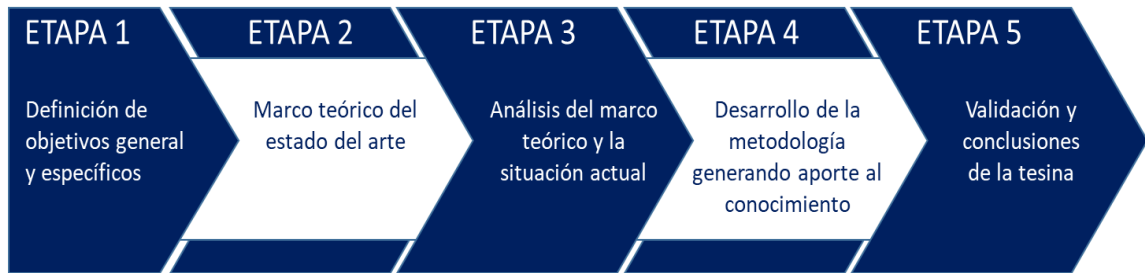 ETAPA 1
Definición de
objetivos general
y específicos
ETAPA 2
Marco teórico del
estado del arte
ETAPA 3
Análisis del marco
teórico y la
situación actual
ETAPA 4
Desarrollo de la
metodología
generando aporte al
conocimiento
ETAPA 5
Validación y
conclusiones
de la tesina